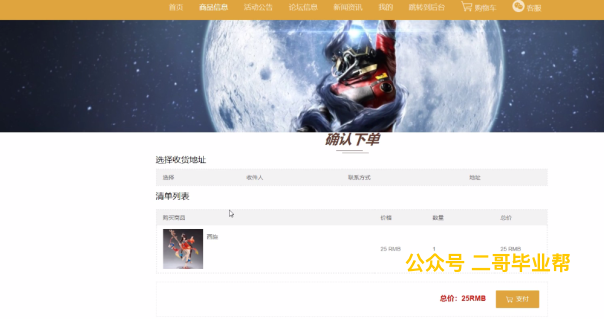 首页 商品信息 活动公告 论坛信息 新闻资讯 我的 跳转到后台 购物车 客服
确认下单
选择收货地址
选择 收件人 联系方式 地址
清单列表
购买商品 价格 数量 总价
25 RMB 1 25 RMB
公众号 二哥毕业帮
总价：25RMB 支付